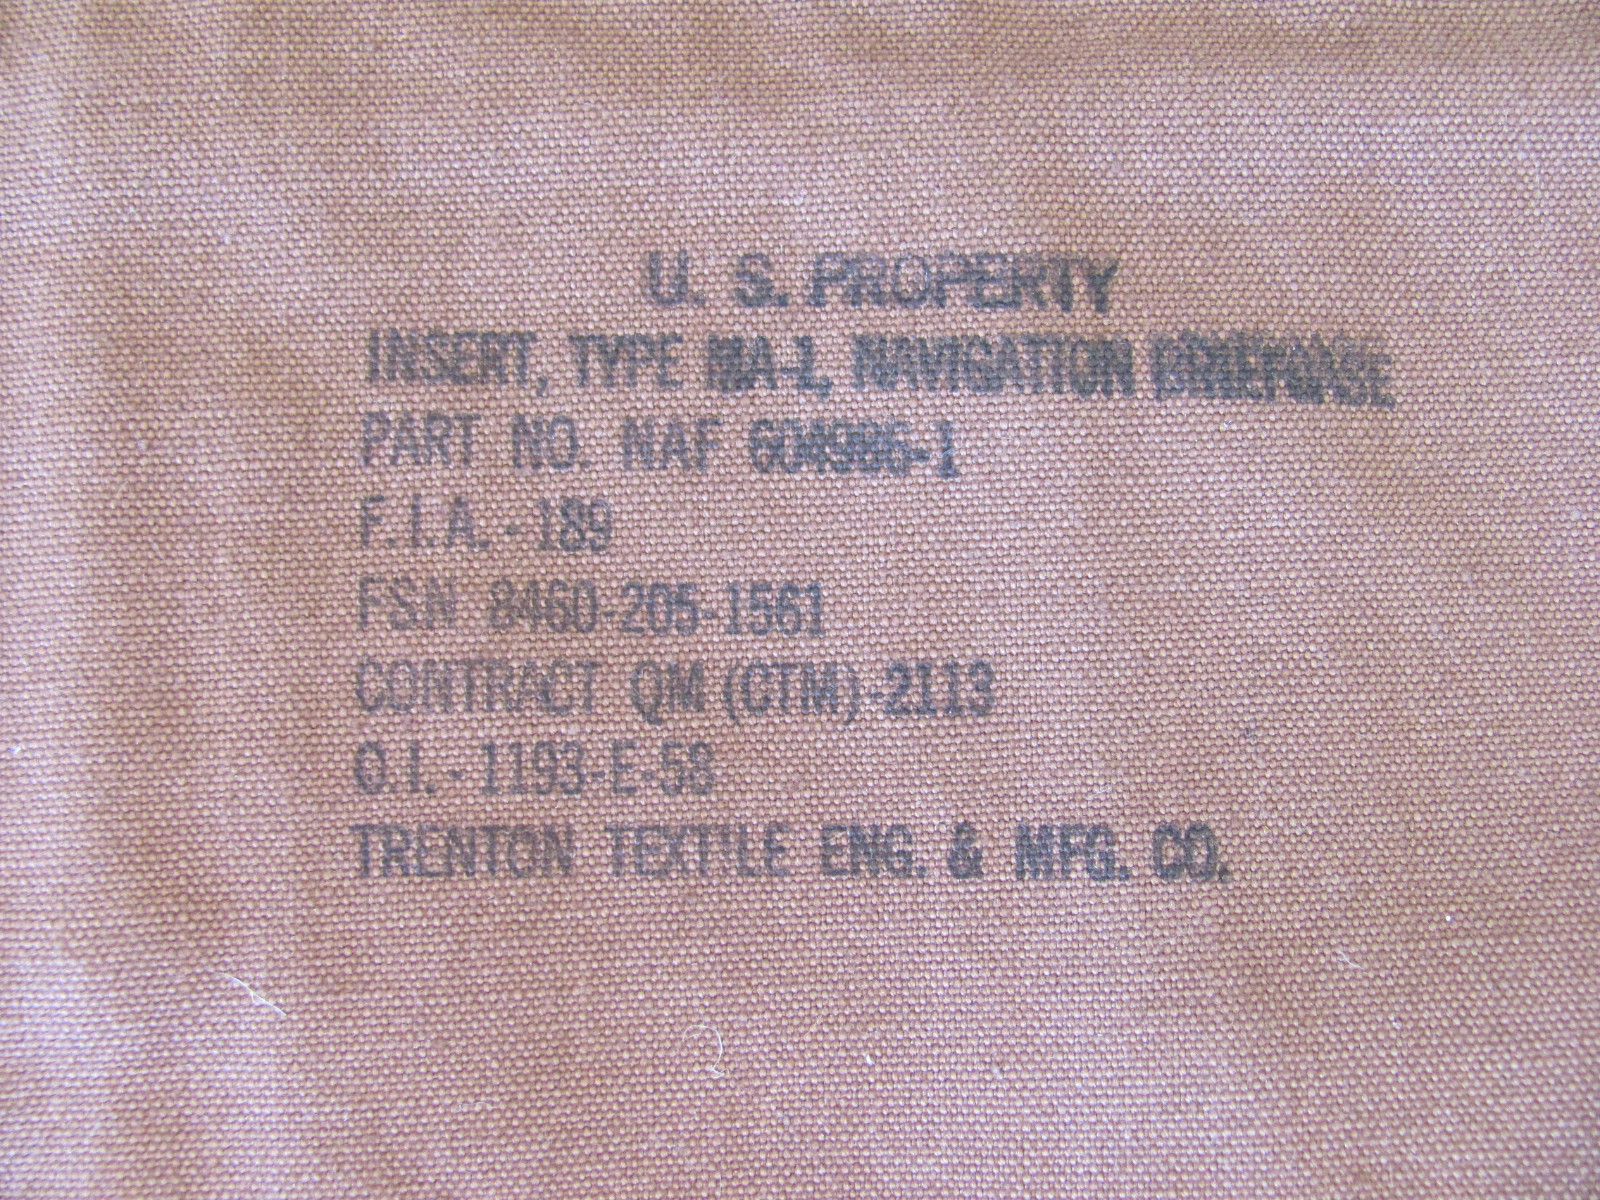 U. S. PROPERTY
INSERT, TYPE MA-1, NAVIGATION BRIEFCASE
PART NO. NAF 604986-1
F.I.A. - 189
FSN 8460-205-1561
CONTRACT QM (CTM)-2113
O.I. - 1193-E-58
TRENTON TEXTILE ENG. & MFG. CO.